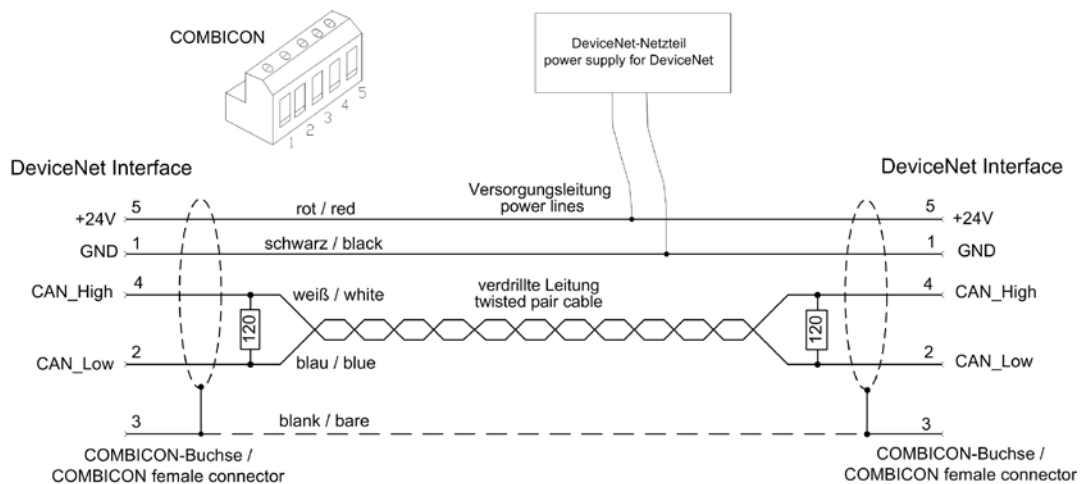 COMBICON
1 2 3 4 5
DeviceNet-Netzteil
power supply for DeviceNet
DeviceNet Interface
DeviceNet Interface
Versorgungsleitung
power lines
+24V 5 rot / red 5 +24V
GND 1 schwarz / black 1 GND
CAN_High 4 weiß / white 4 CAN_High
verdrillte Leitung
twisted pair cable
120
120
CAN_Low 2 blau / blue 2 CAN_Low
3 blank / bare 3
COMBICON-Buchse /
COMBICON female connector
COMBICON-Buchse /
COMBICON female connector